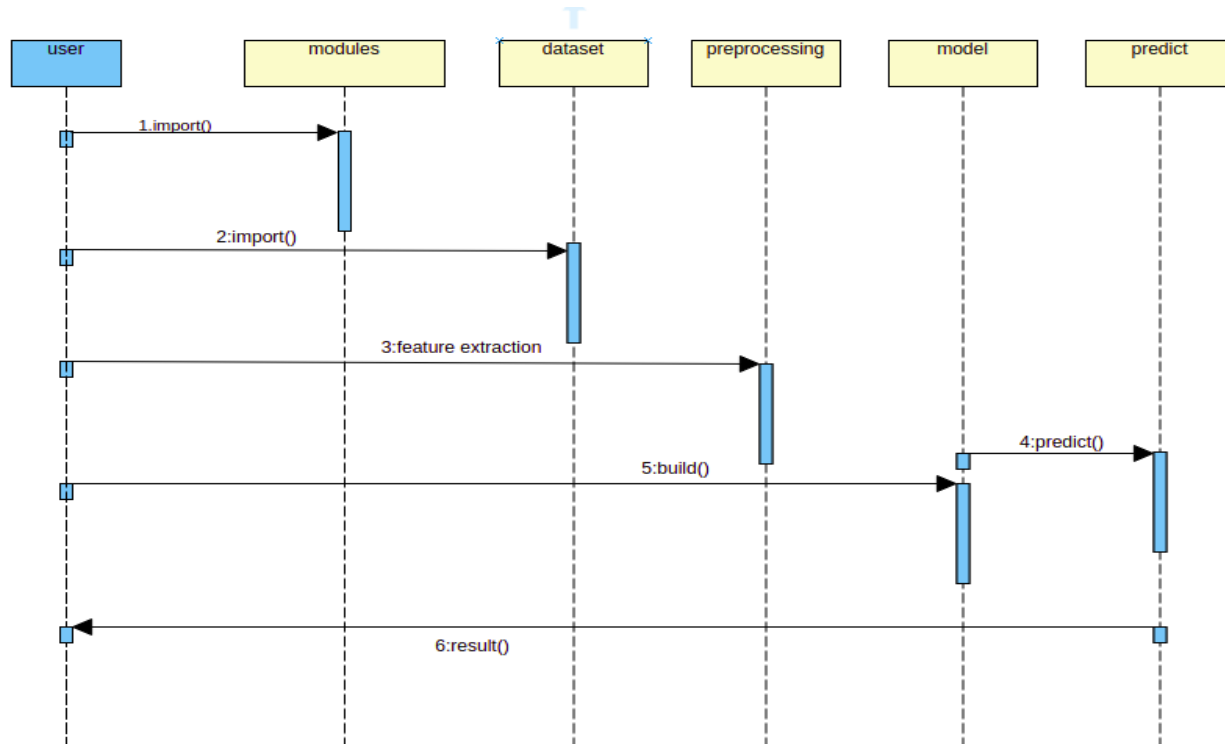 user
modules
dataset
preprocessing
model
predict
1.import()
2:import()
3:feature extraction
4:predict()
5:build()
6:result()